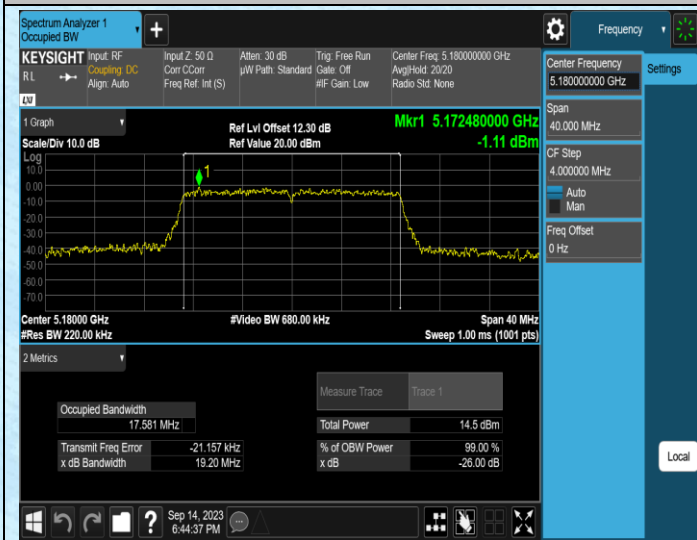 Spectrum Analyzer 1
Occupied BW
Frequency
KEYSIGHT
RL
LXI
Input: RF
Coupling: DC
Align: Auto
Input Z: 50 Ω
Corr CCorr
Freq Ref: Int (S)
Atten: 30 dB
µW Path: Standard
Trig: Free Run
Gate: Off
#IF Gain: Low
Center Freq: 5.180000000 GHz
Avg|Hold: 20/20
Radio Std: None
Center Frequency
5.180000000 GHz
Settings
Span
40.000 MHz
CF Step
4.000000 MHz
Auto
Man
Freq Offset
0 Hz
1 Graph
Scale/Div 10.0 dB
Ref Lvl Offset 12.30 dB
Ref Value 20.00 dBm
Mkr1 5.172480000 GHz
-1.11 dBm
Log
10.0
0.00
-10.0
-20.0
-30.0
-40.0
-50.0
-60.0
-70.0
1
Center 5.18000 GHz
#Res BW 220.00 kHz
#Video BW 680.00 kHz
Span 40 MHz
Sweep 1.00 ms (1001 pts)
2 Metrics
Measure Trace
Trace 1
Occupied Bandwidth
17.581 MHz
Total Power
14.5 dBm
Transmit Freq Error
-21.157 kHz
% of OBW Power
99.00 %
x dB Bandwidth
19.20 MHz
x dB
-26.00 dB
Local
?
Sep 14, 2023
6:44:37 PM